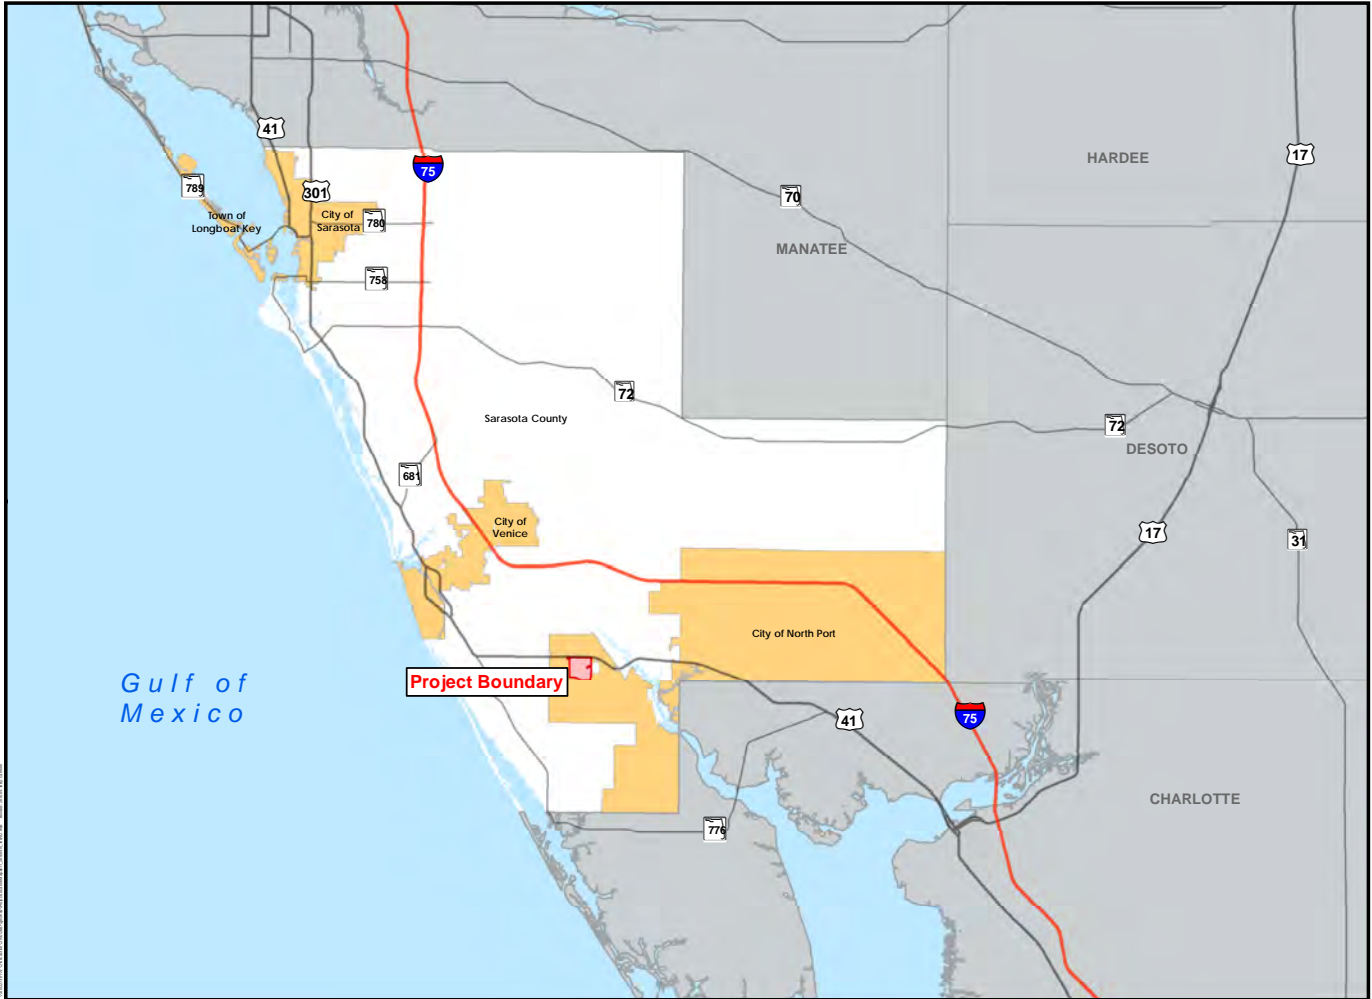 41
75
HARDEE
17
789
301
70
Town of
Longboat Key
City of
Sarasota
780
MANATEE
758
72
Sarasota County
72
DESOTO
681
City of
Venice
17
31
City of North Port
Project Boundary
Gulf of
Mexico
41
75
CHARLOTTE
776